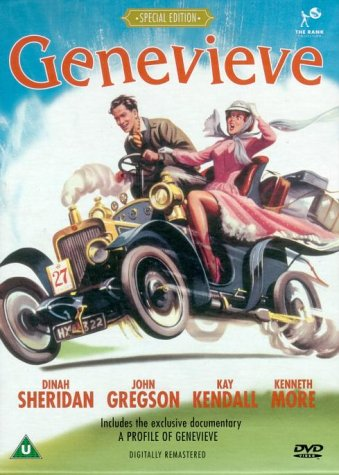 SPECIAL EDITION
THE RANK
COLLECTION
Genevieve
27
DINAH SHERIDAN
JOHN GREGSON
KAY KENDALL
KENNETH MORE
Includes the exclusive documentary
A PROFILE OF GENEVIEVE
DIGITALLY REMASTERED
U
DVD
VIDEO